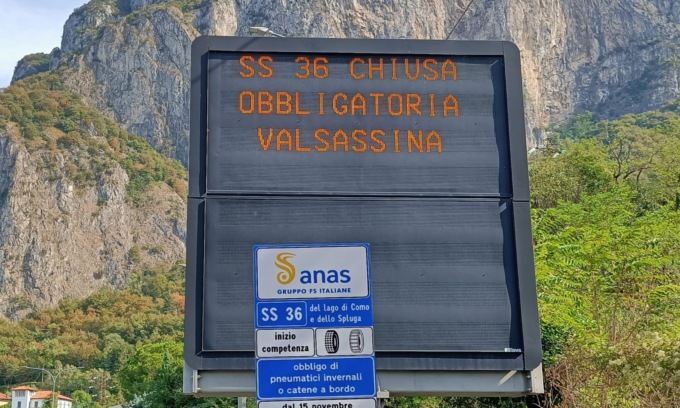 SS 36 CHIUSA
OBBLIGATORIA
VALSASSINA
anas
GRUPPO FS ITALIANE
SS 36 del lago di Como
e dello Spluga
inizio
competenza
obbligo di
pneumatici invernali
o catene a bordo
dal 15 novembre